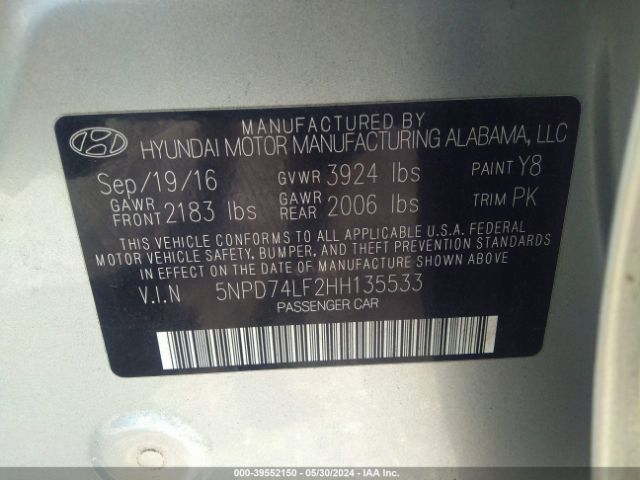 MANUFACTURED BY
HYUNDAI MOTOR MANUFACTURING ALABAMA, LLC
Sep/19/16 GVWR 3924 lbs PAINT Y8
GAWR FRONT 2183 lbs GAWR REAR 2006 lbs TRIM PK
THIS VEHICLE CONFORMS TO ALL APPLICABLE U.S.A. FEDERAL
MOTOR VEHICLE SAFETY, BUMPER, AND THEFT PREVENTION STANDARDS
IN EFFECT ON THE DATE OF MANUFACTURE SHOWN ABOVE.
V.I.N 5NPD74LF2HH135533
PASSENGER CAR
000-39552150 - 05/30/2024 - IAA Inc.